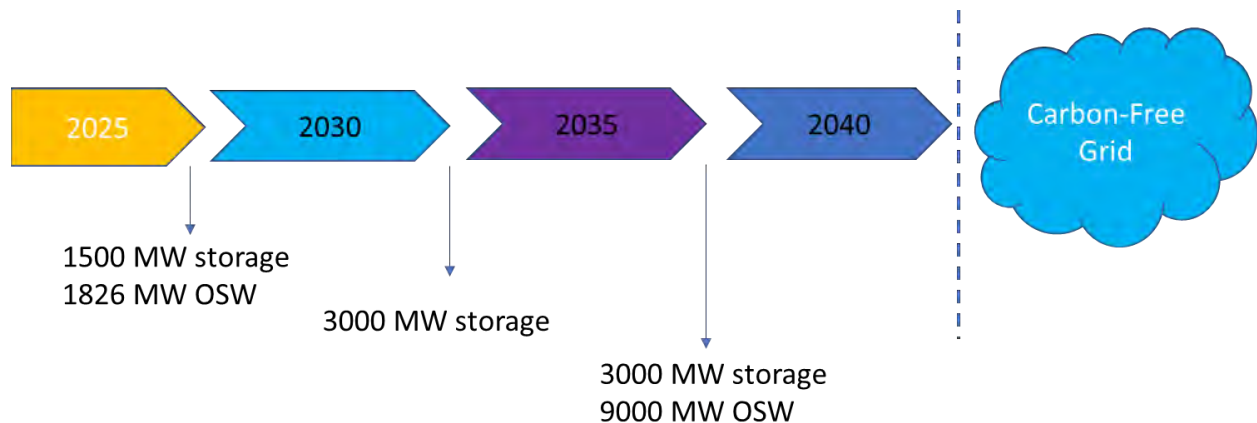 2025
2030
2035
2040
Carbon-Free
Grid
1500 MW storage
1826 MW OSW
3000 MW storage
3000 MW storage
9000 MW OSW